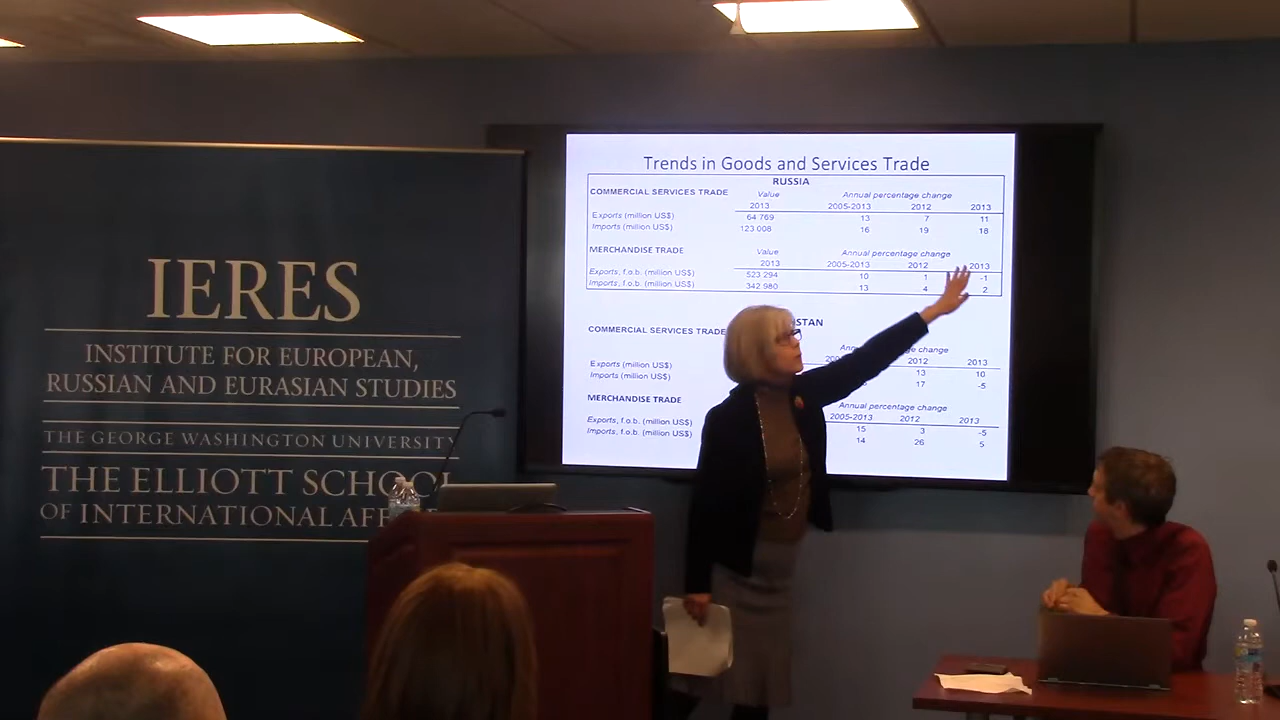 IERES
INSTITUTE FOR EUROPEAN,
RUSSIAN AND EURASIAN STUDIES
THE GEORGE WASHINGTON UNIVERSITY
THE ELLIOTT SCHOOL
OF INTERNATIONAL AFF
Trends in Goods and Services Trade
RUSSIA
COMMERCIAL SERVICES TRADE Value Annual percentage change
2013 2005-2013 2012 2013
Exports (million US$) 64 769 13 7 11
Imports (million US$) 123 008 16 19 18
MERCHANDISE TRADE Value Annual percentage change
2013 2005-2013 2012 2013
Exports, f.o.b. (million US$) 523 294 10 1 -1
Imports, f.o.b. (million US$) 342 980 13 4 2
STAN
COMMERCIAL SERVICES TRADE
change
2012 2013
Exports (million US$) 13 10
Imports (million US$) 17 -5
MERCHANDISE TRADE Annual percentage change
2005-2013 2012 2013
Exports, f.o.b. (million US$) 15 3 -5
Imports, f.o.b. (million US$) 14 26 5